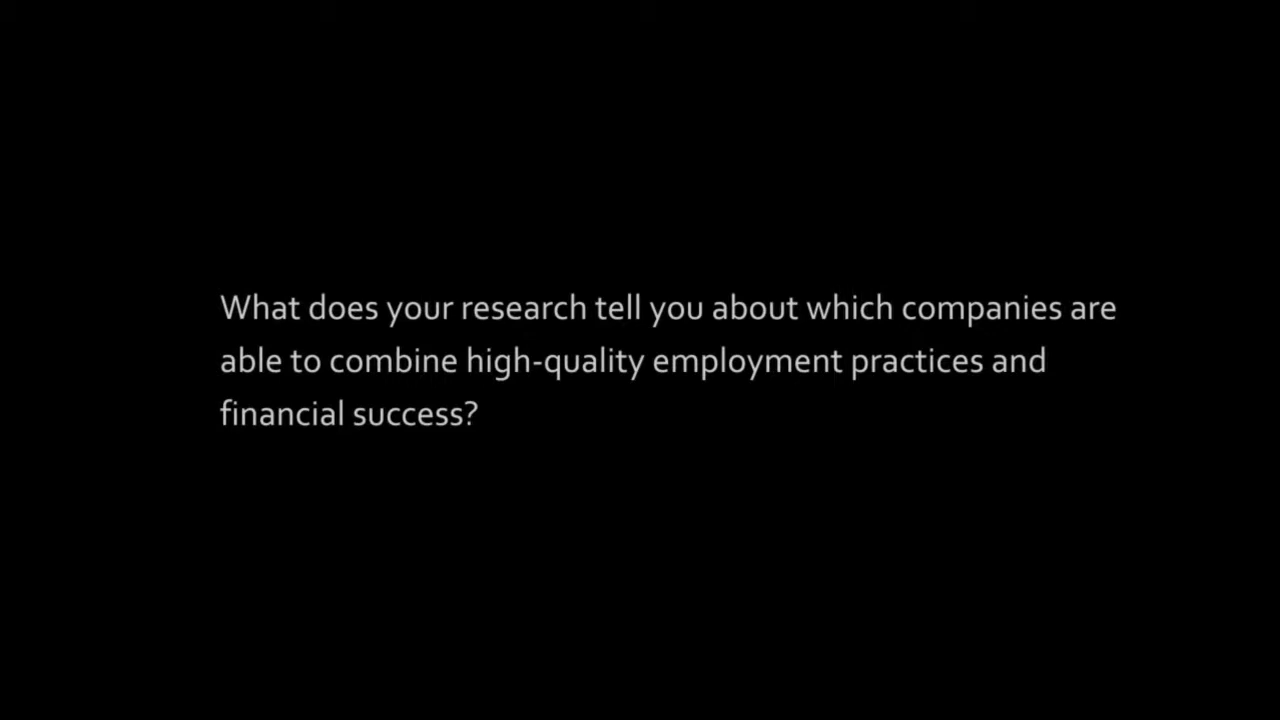 What does your research tell you about which companies are
able to combine high-quality employment practices and
financial success?